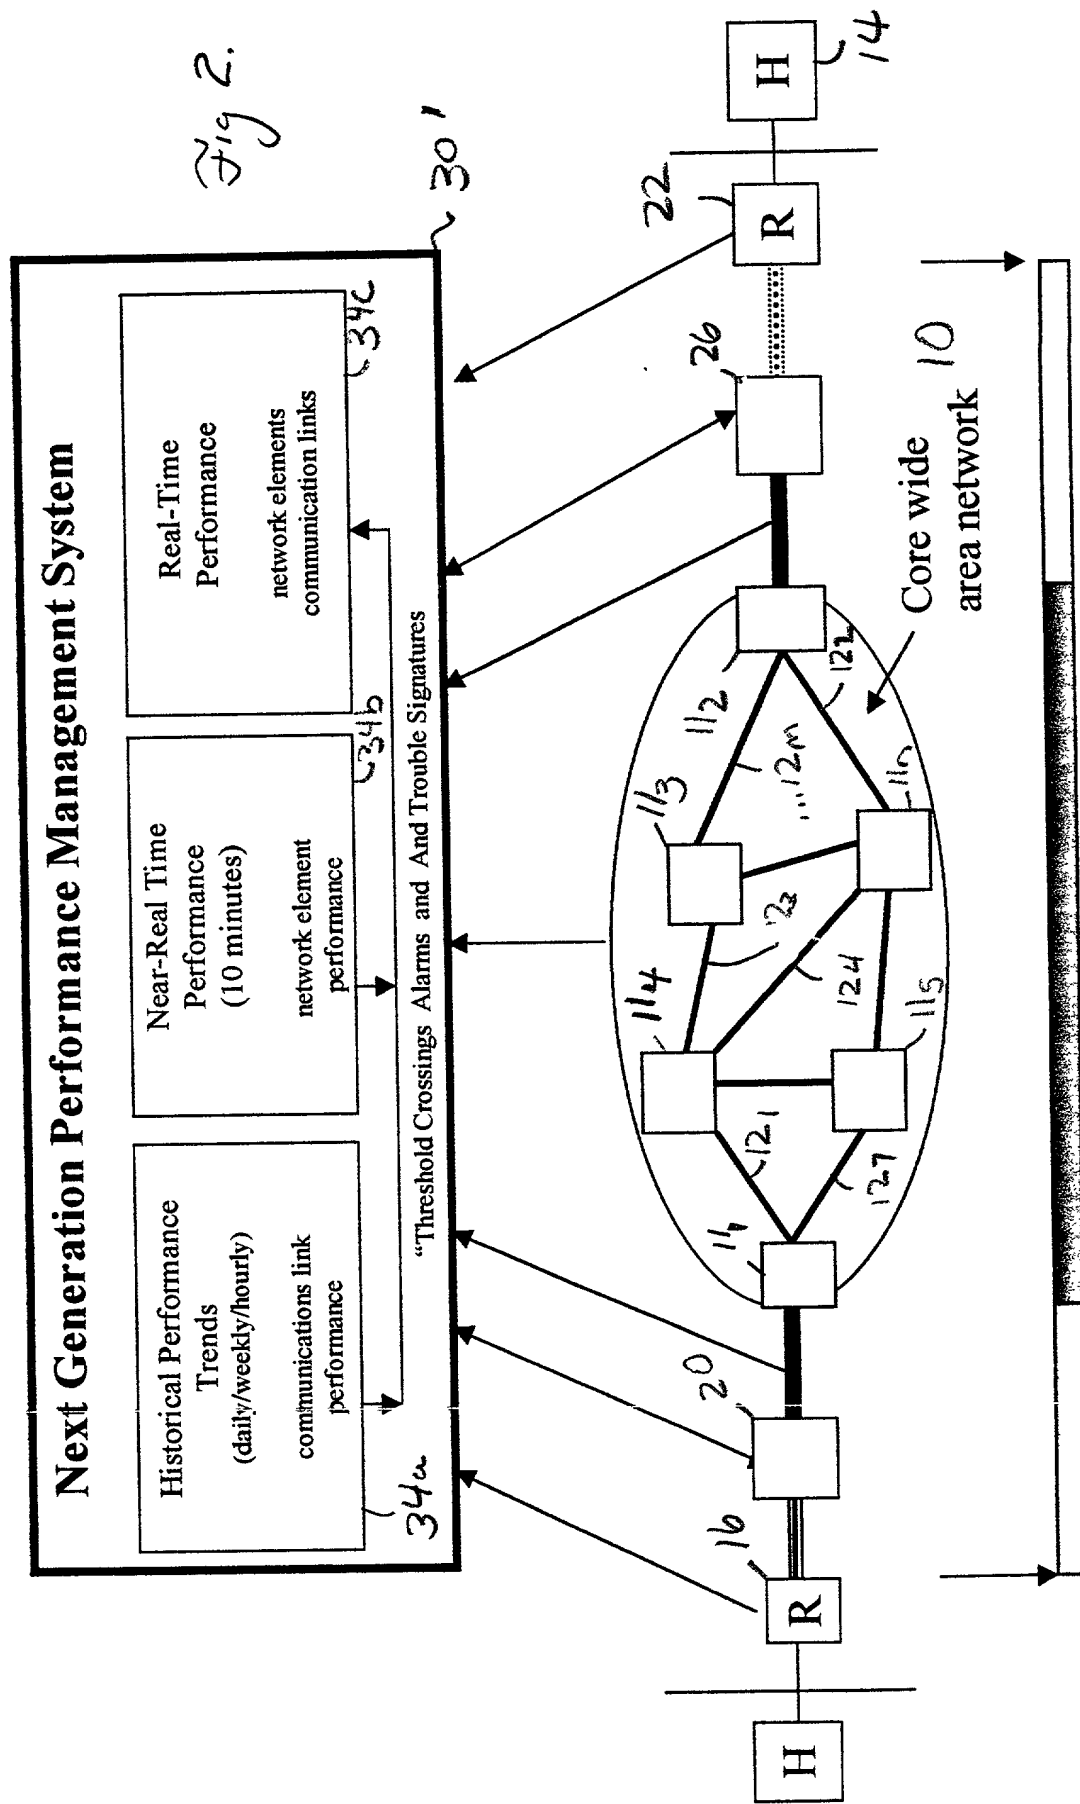 Fig 2.
Next Generation Performance Management System
30'
Historical Performance
Trends
(daily/weekly/hourly)
communications link
performance
34a
Near-Real Time
Performance
(10 minutes)
network element
performance
34b
Real-Time
Performance
network elements
communication links
34c
“Threshold Crossings Alarms and And Trouble Signatures
H
R
16
20
11₁
12₁
127
11₄
11₅
12₃
124
11₃
...12m
11n
11₂
122
26
22
R
H
14
Core wide
area network
10